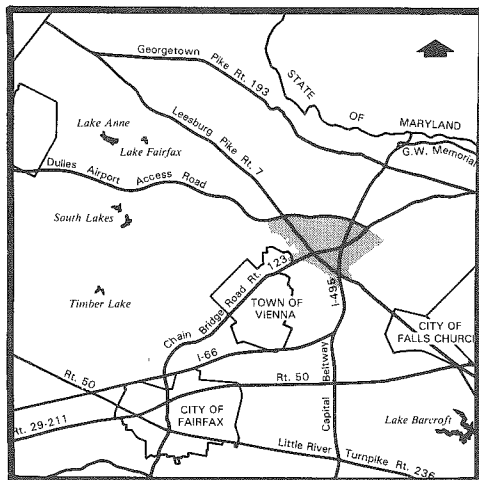 Georgetown Pike Rt. 193
STATE OF MARYLAND
G.W. Memorial
Leesburg Pike Rt. 7
Lake Anne
Lake Fairfax
Dulles Airport Access Road
South Lakes
Chain Bridge Road Rt. 123
Timber Lake
TOWN OF
VIENNA
I-495
CITY OF
FALLS CHURC
I-66
Capital Beltway
Rt. 50
Rt. 50
Rt. 29-211
CITY OF
FAIRFAX
Lake Barcroft
Little River Turnpike Rt. 236